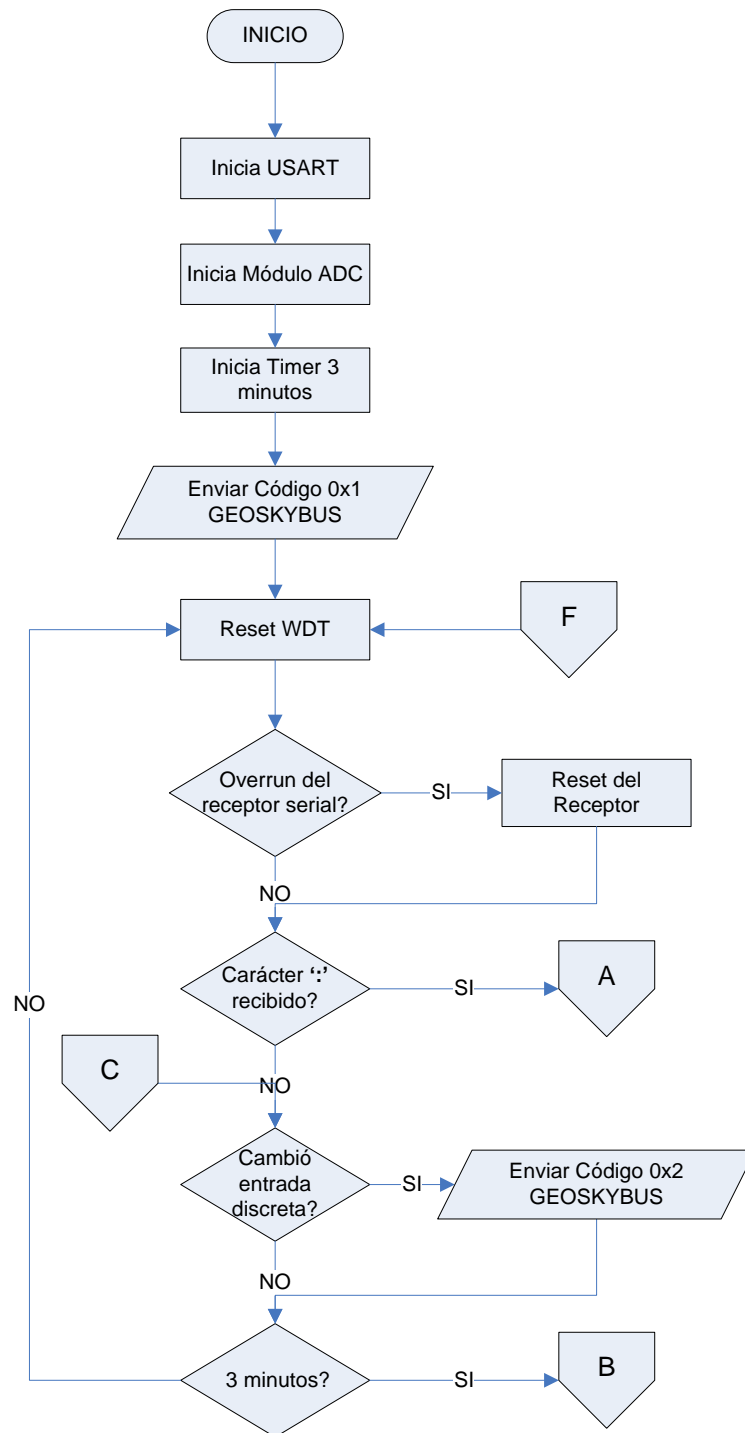 INICIO
Inicia USART
Inicia Módulo ADC
Inicia Timer 3
minutos
Enviar Código 0x1
GEOSKYBUS
Reset WDT
F
Overrun del
receptor serial?
SI
Reset del
Receptor
NO
Carácter ‘:’
recibido?
SI
A
NO
C
NO
Cambió
entrada
discreta?
SI
Enviar Código 0x2
GEOSKYBUS
NO
3 minutos?
SI
B